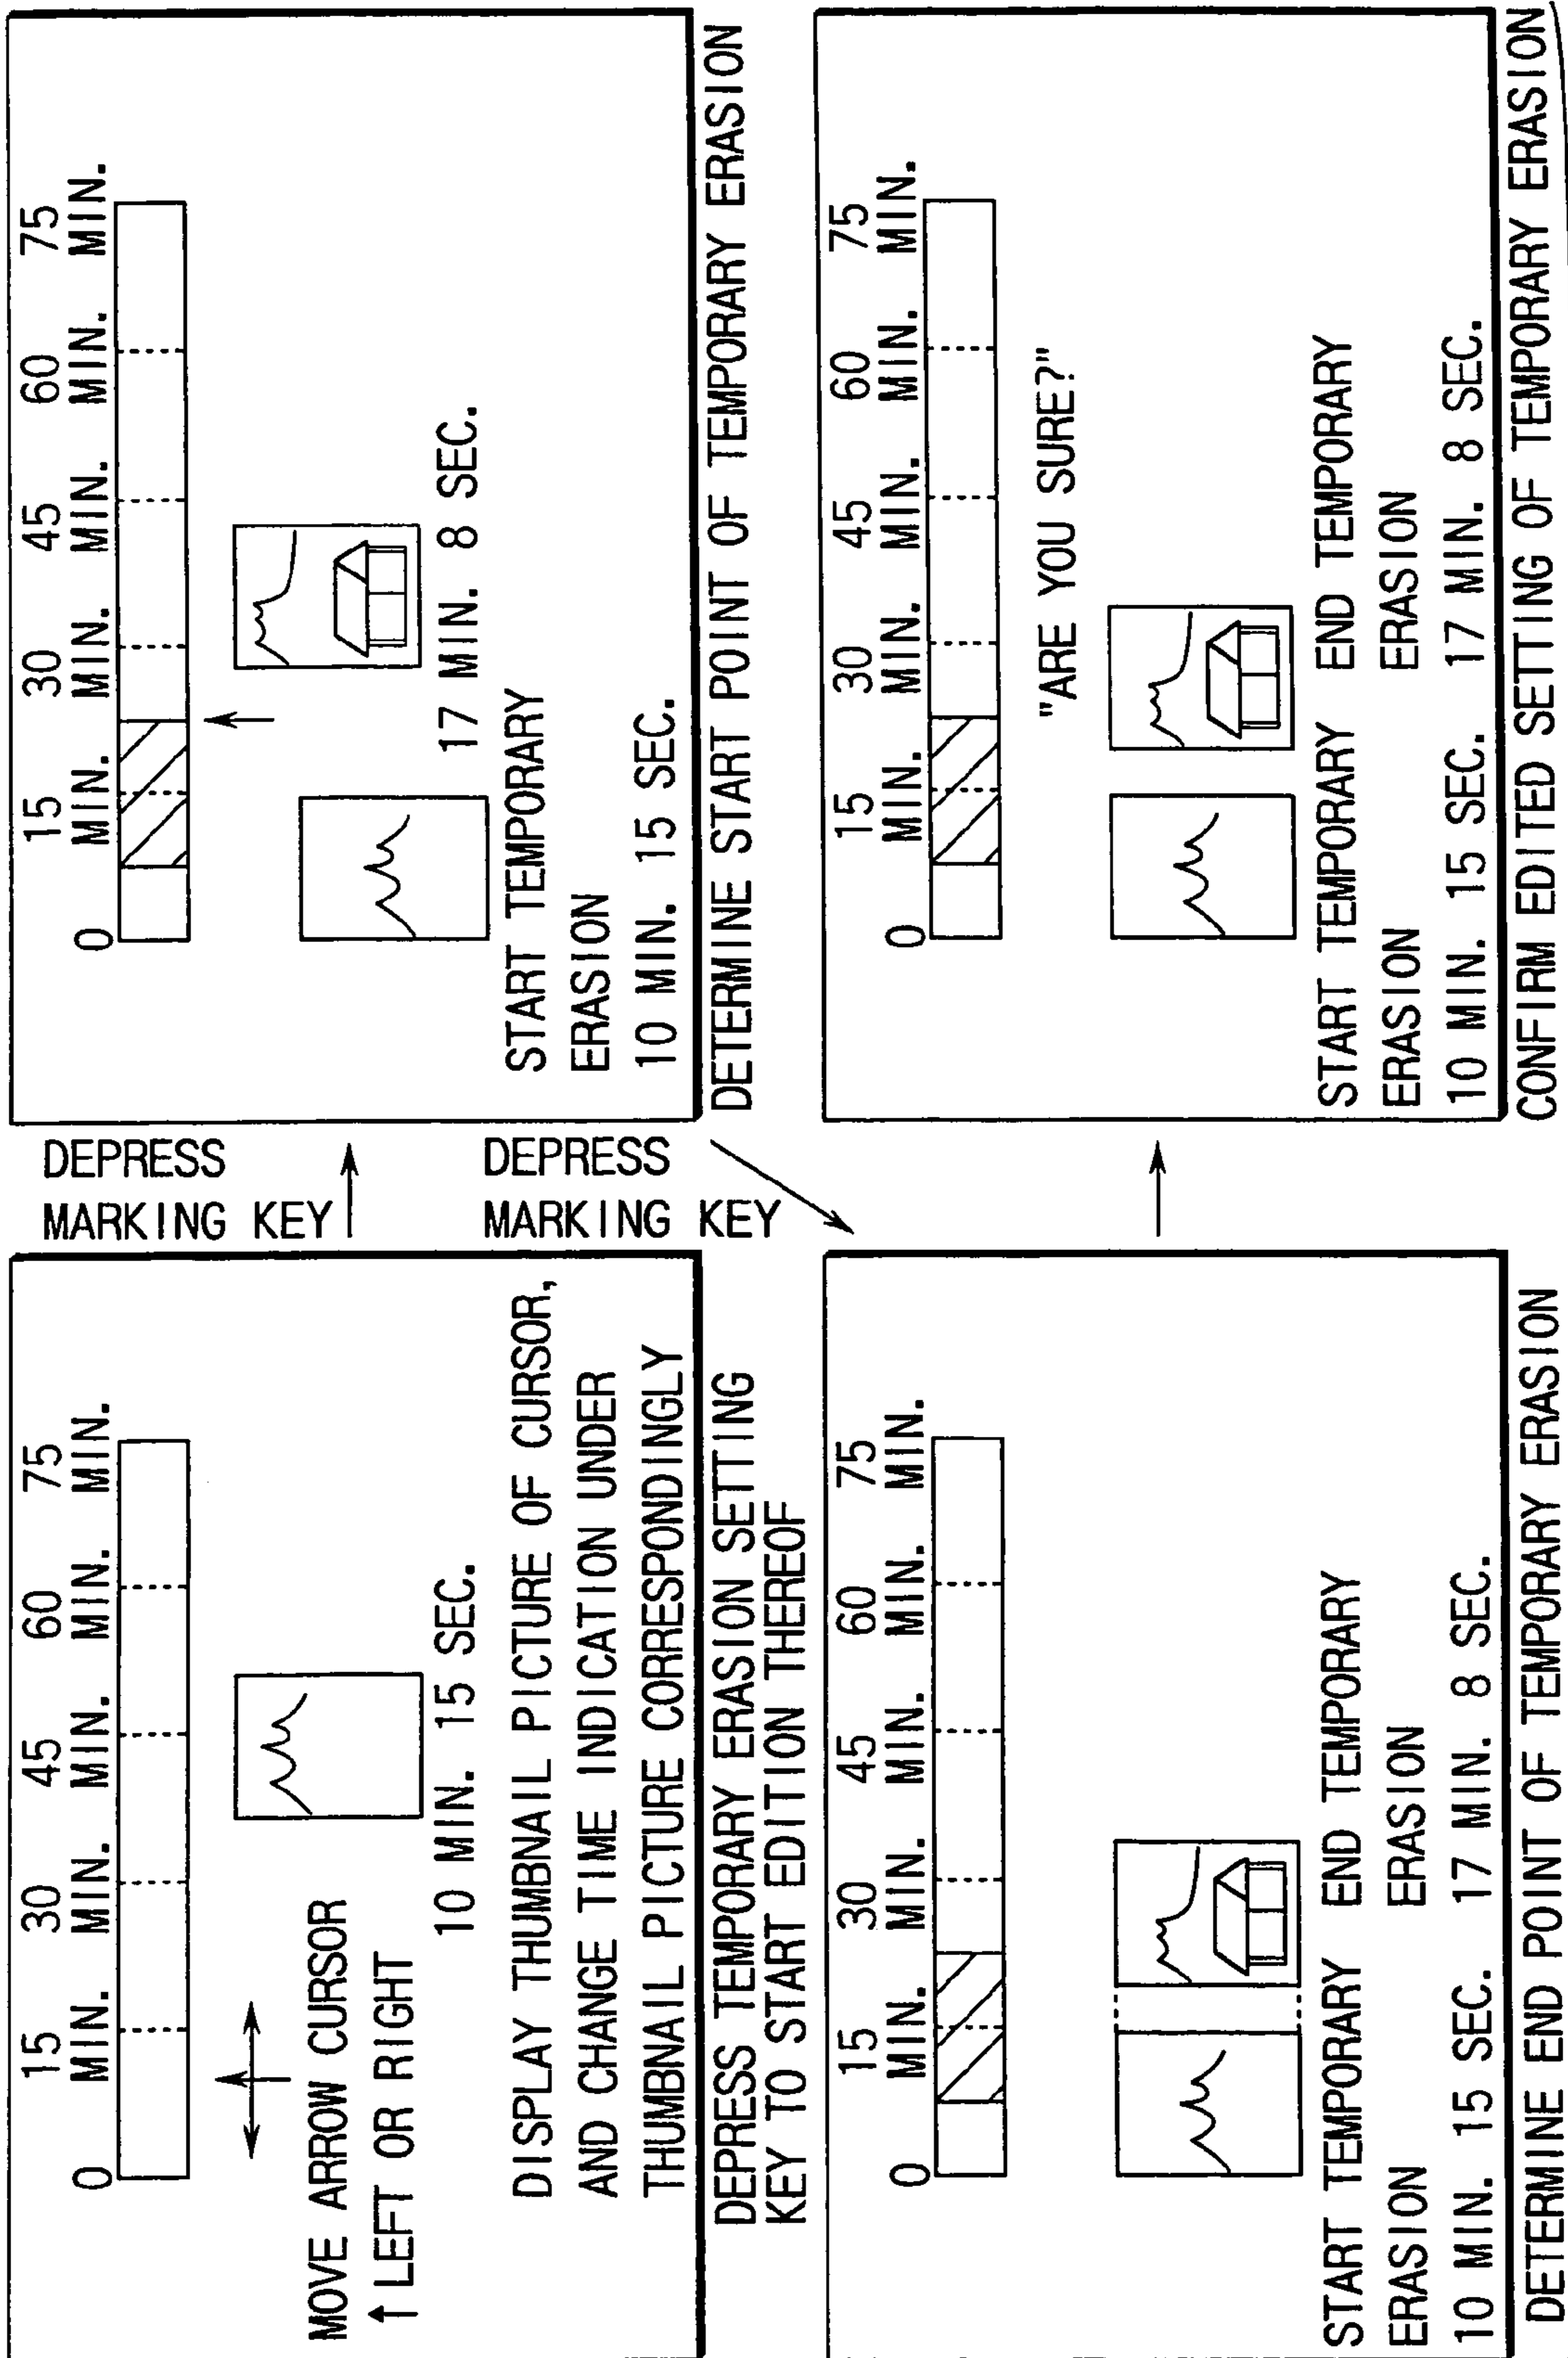 0 15 30 45 60 75
MIN. MIN. MIN. MIN. MIN.
MOVE ARROW CURSOR
↑ LEFT OR RIGHT
10 MIN. 15 SEC.
DISPLAY THUMBNAIL PICTURE OF CURSOR,
AND CHANGE TIME INDICATION UNDER
THUMBNAIL PICTURE CORRESPONDINGLY
DEPRESS TEMPORARY ERASION SETTING
KEY TO START EDITION THEREOF
DEPRESS
MARKING KEY
0 15 30 45 60 75
MIN. MIN. MIN. MIN. MIN.
17 MIN. 8 SEC.
START TEMPORARY
ERASION
10 MIN. 15 SEC.
DETERMINE START POINT OF TEMPORARY ERASION
DEPRESS
MARKING KEY
0 15 30 45 60 75
MIN. MIN. MIN. MIN. MIN.
START TEMPORARY END TEMPORARY
ERASION ERASION
10 MIN. 15 SEC. 17 MIN. 8 SEC.
DETERMINE END POINT OF TEMPORARY ERASION
0 15 30 45 60 75
MIN. MIN. MIN. MIN. MIN.
"ARE YOU SURE?"
START TEMPORARY END TEMPORARY
ERASION ERASION
10 MIN. 15 SEC. 17 MIN. 8 SEC.
CONFIRM EDITED SETTING OF TEMPORARY ERASION